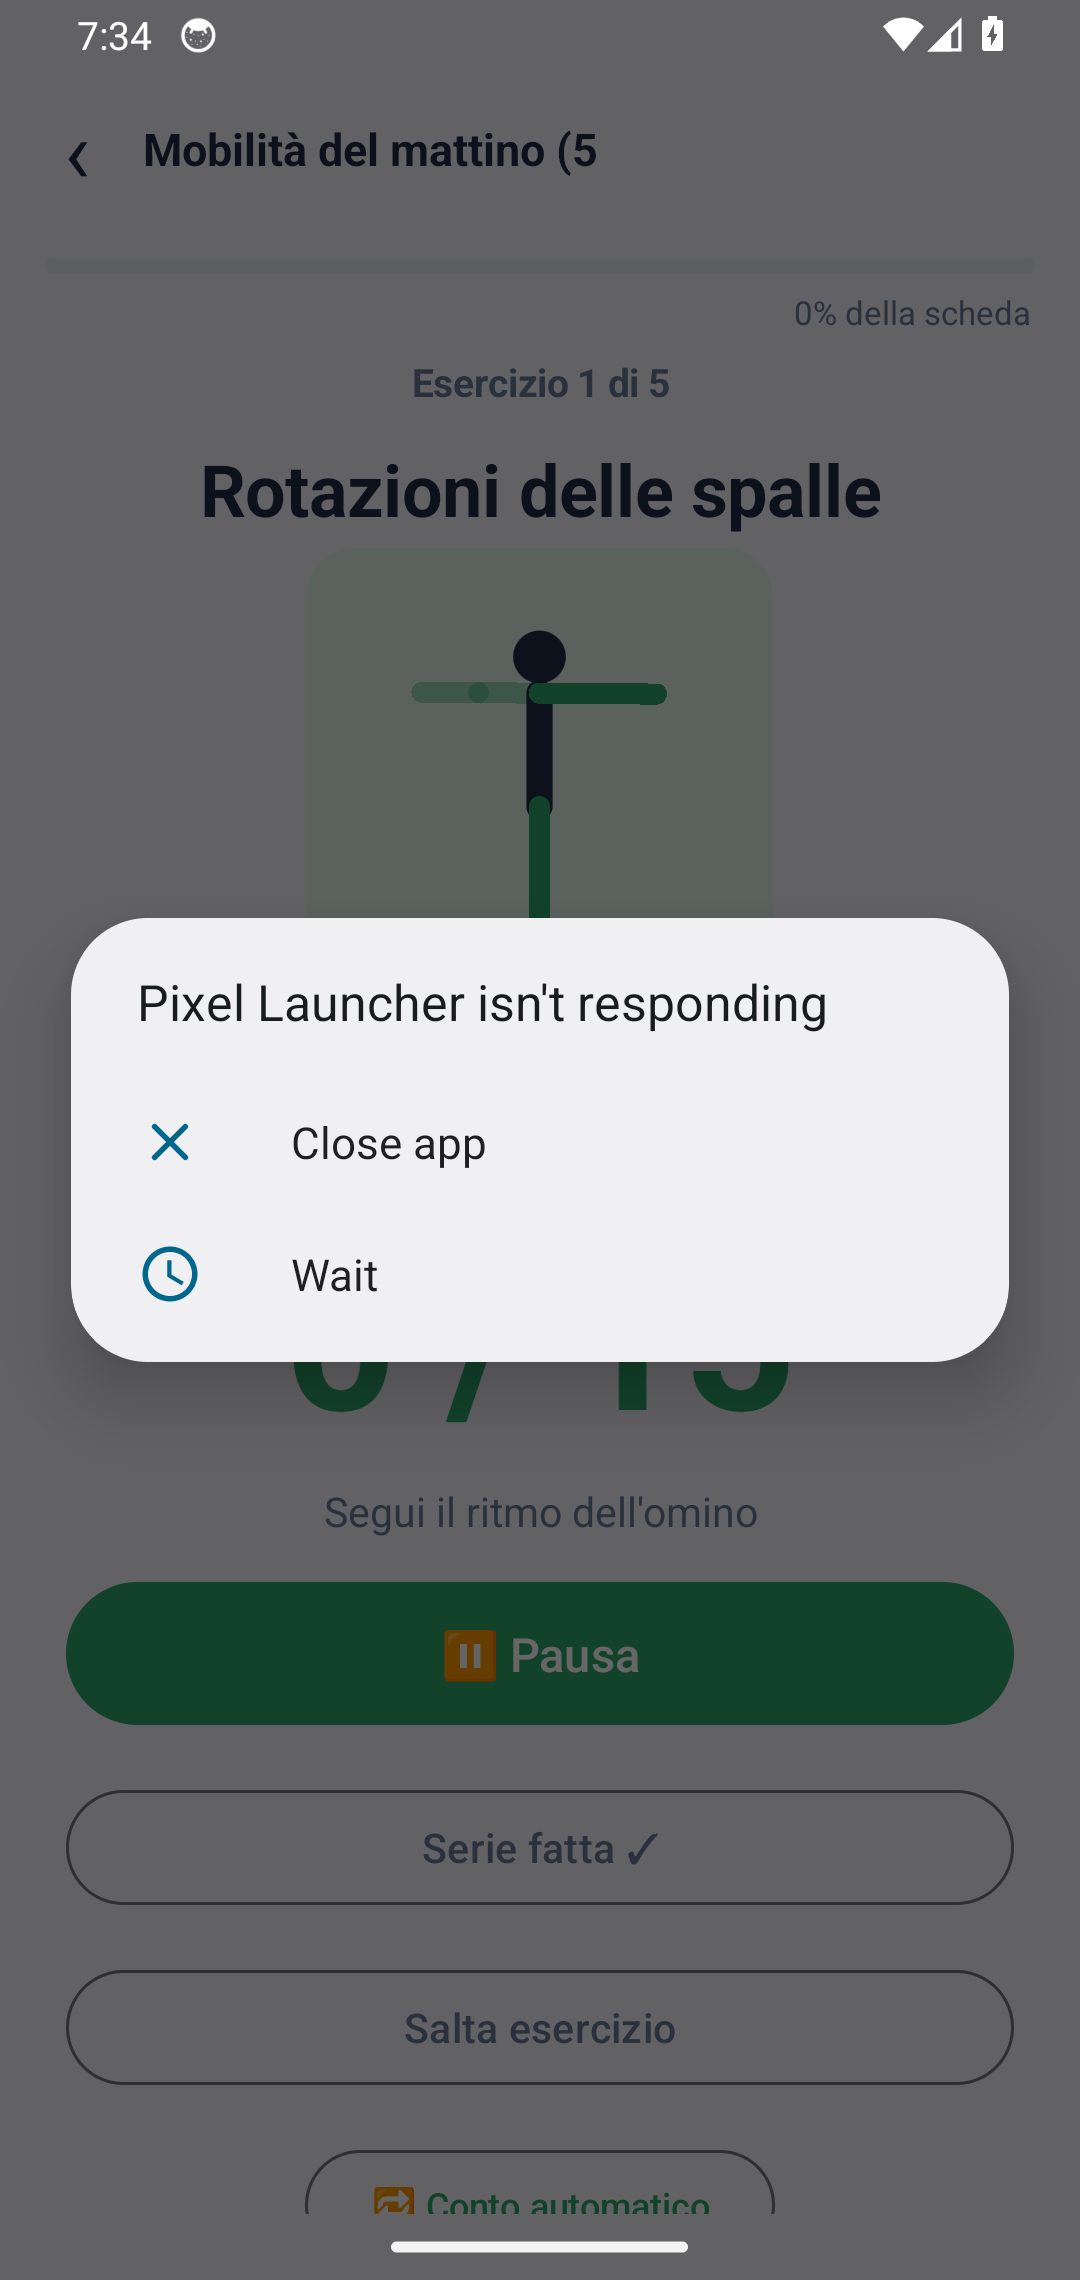 7:34
Mobilità del mattino (5
0% della scheda
Esercizio 1 di 5
Rotazioni delle spalle
Pixel Launcher isn't responding
Close app
Wait
Segui il ritmo dell'omino
Pausa
Serie fatta ✓
Salta esercizio
Conto automatico